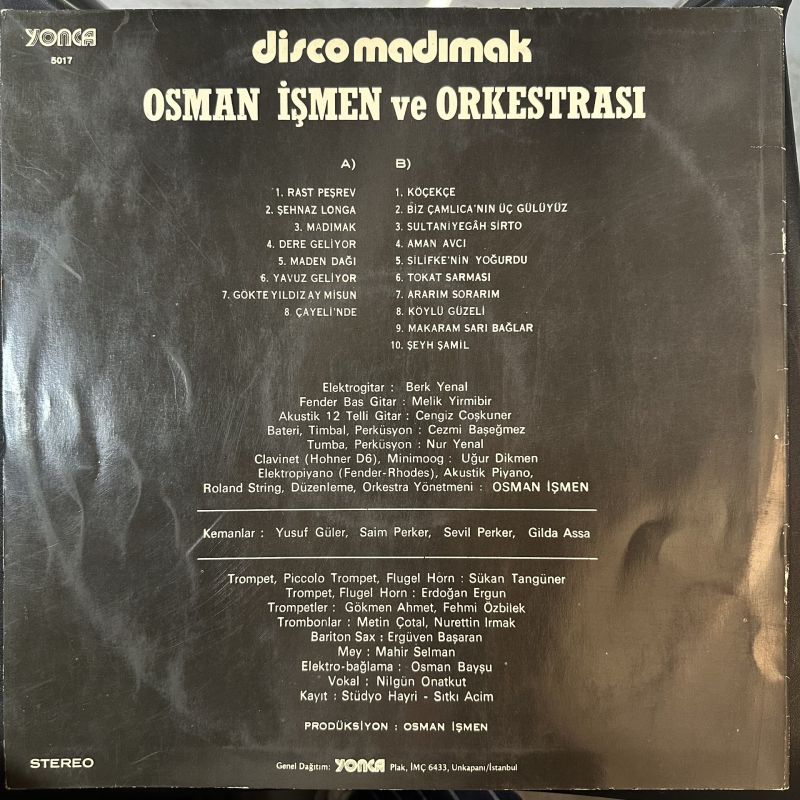 YONCA
5017
disco madımak
OSMAN İŞMEN ve ORKESTRASI
A)
1. RAST PEŞREV
2. ŞEHNAZ LONGA
3. MADIMAK
4. DERE GELİYOR
5. MADEN DAĞI
6. YAVUZ GELİYOR
7. GÖKTE YILDIZ AY MISUN
8. ÇAYELİ'NDE
B)
1. KÖÇEKÇE
2. BİZ ÇAMLICA'NIN ÜÇ GÜLÜYÜZ
3. SULTANİYEGÂH SİRTO
4. AMAN AVCI
5. SİLİFKE'NİN YOĞURDU
6. TOKAT SARMASI
7. ARARIM SORARIM
8. KÖYLÜ GÜZELİ
9. MAKARAM SARI BAĞLAR
10. ŞEYH ŞAMİL
Elektrogitar : Berk Yenal
Fender Bas Gitar : Melik Yirmibir
Akustik 12 Telli Gitar : Cengiz Coşkuner
Bateri, Timbal, Perküsyon : Cezmi Başeğmez
Tumba, Perküsyon : Nur Yenal
Clavinet (Hohner D6), Minimoog : Uğur Dikmen
Elektropiyano (Fender-Rhodes), Akustik Piyano,
Roland String, Düzenleme, Orkestra Yönetmeni : OSMAN İŞMEN
Kemanlar : Yusuf Güler, Saim Perker, Sevil Perker, Gilda Assa
Trompet, Piccolo Trompet, Flugel Horn : Sükan Tangüner
Trompet, Flugel Horn : Erdoğan Ergun
Trompetler : Gökmen Ahmet, Fehmi Özbilek
Trombonlar : Metin Çotal, Nurettin Irmak
Bariton Sax : Ergüven Başaran
Mey : Mahir Selman
Elektro-bağlama : Osman Bayşu
Vokal : Nilgün Onatkut
Kayıt : Stüdyo Hayri - Sıtkı Acim
PRODÜKSİYON : OSMAN İŞMEN
STEREO
Genel Dağıtım: YONCA Plak, İMÇ 6433, Unkapanı/İstanbul